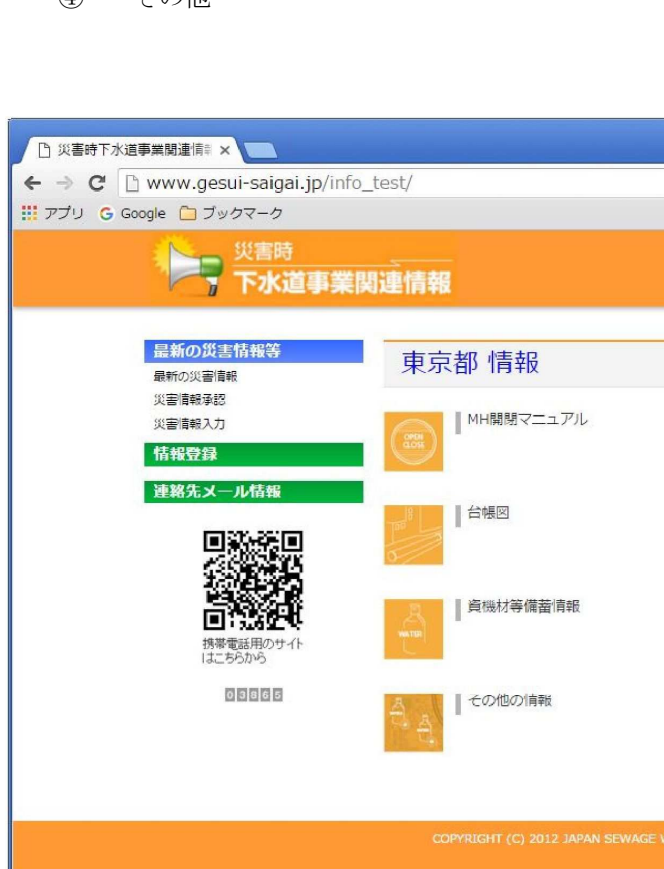 ④ その他
災害時下水道事業関連情
www.gesui-saigai.jp/info_test/
アプリ Google ブックマーク
災害時
下水道事業関連情報
最新の災害情報等
最新の災害情報
災害情報承認
災害情報入力
情報登録
連絡先メール情報
携帯電話用のサイト
はこちらから
03865
東京都 情報
OPEN
CLOSE
MH開閉マニュアル
台帳図
WATER
資機材等備蓄情報
その他の情報
COPYRIGHT (C) 2012 JAPAN SEWAGE